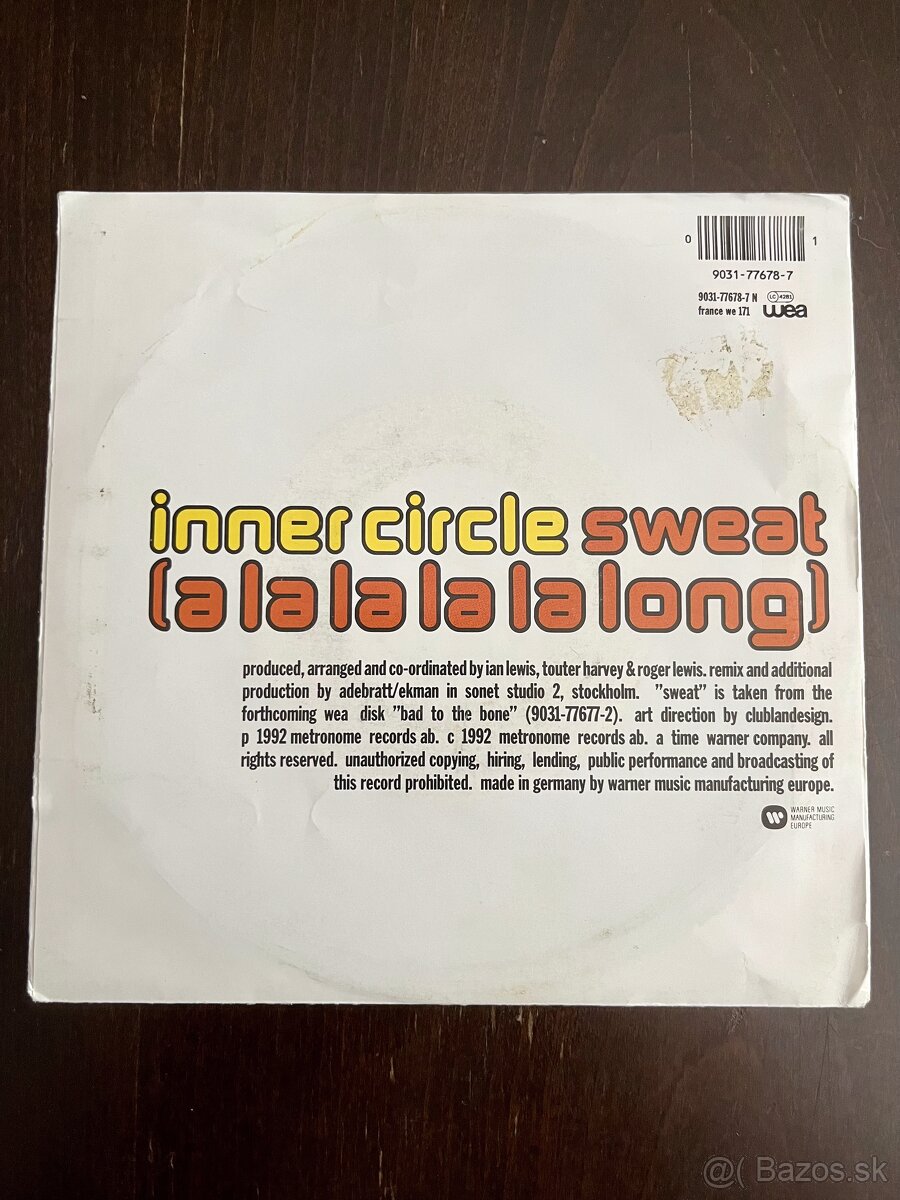 0 1
9031-77678-7
9031-77678-7 N LC 4281
france we 171 wea
inner circle sweat
(a la la la la long)
produced, arranged and co-ordinated by ian lewis, touter harvey & roger lewis. remix and additional
production by adebratt/ekman in sonet studio 2, stockholm. "sweat" is taken from the
forthcoming wea disk "bad to the bone" (9031-77677-2). art direction by clublandesign.
p 1992 metronome records ab. c 1992 metronome records ab. a time warner company. all
rights reserved. unauthorized copying, hiring, lending, public performance and broadcasting of
this record prohibited. made in germany by warner music manufacturing europe.
WARNER MUSIC
MANUFACTURING
EUROPE
@( Bazos.sk